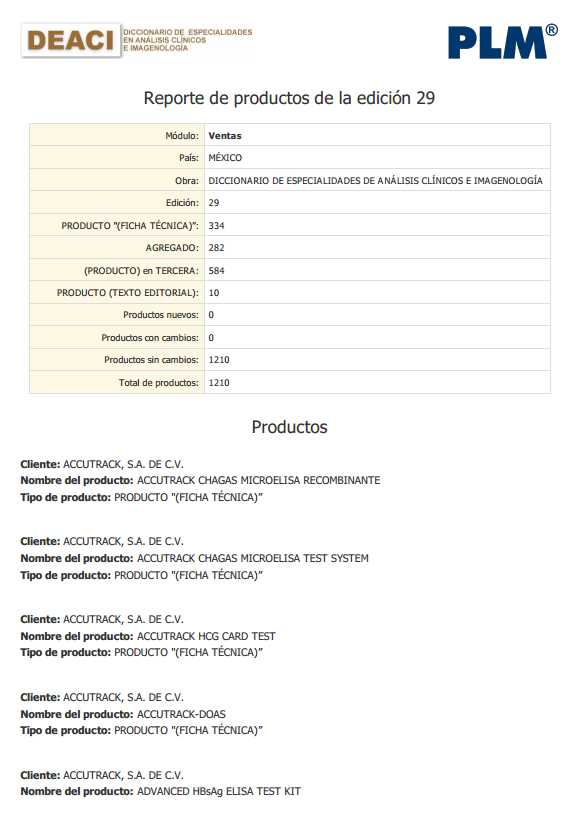 DEACI
DICCIONARIO DE ESPECIALIDADES
EN ANÁLISIS CLÍNICOS
E IMAGENOLOGÍA
PLM®
Reporte de productos de la edición 29
Módulo: Ventas
País: MÉXICO
Obra: DICCIONARIO DE ESPECIALIDADES DE ANÁLISIS CLÍNICOS E IMAGENOLOGÍA
Edición: 29
PRODUCTO "(FICHA TÉCNICA)”: 334
AGREGADO: 282
(PRODUCTO) en TERCERA: 584
PRODUCTO (TEXTO EDITORIAL): 10
Productos nuevos: 0
Productos con cambios: 0
Productos sin cambios: 1210
Total de productos: 1210
Productos
Cliente: ACCUTRACK, S.A. DE C.V.
Nombre del producto: ACCUTRACK CHAGAS MICROELISA RECOMBINANTE
Tipo de producto: PRODUCTO "(FICHA TÉCNICA)”
Cliente: ACCUTRACK, S.A. DE C.V.
Nombre del producto: ACCUTRACK CHAGAS MICROELISA TEST SYSTEM
Tipo de producto: PRODUCTO "(FICHA TÉCNICA)”
Cliente: ACCUTRACK, S.A. DE C.V.
Nombre del producto: ACCUTRACK HCG CARD TEST
Tipo de producto: PRODUCTO "(FICHA TÉCNICA)”
Cliente: ACCUTRACK, S.A. DE C.V.
Nombre del producto: ACCUTRACK-DOAS
Tipo de producto: PRODUCTO "(FICHA TÉCNICA)”
Cliente: ACCUTRACK, S.A. DE C.V.
Nombre del producto: ADVANCED HBsAg ELISA TEST KIT